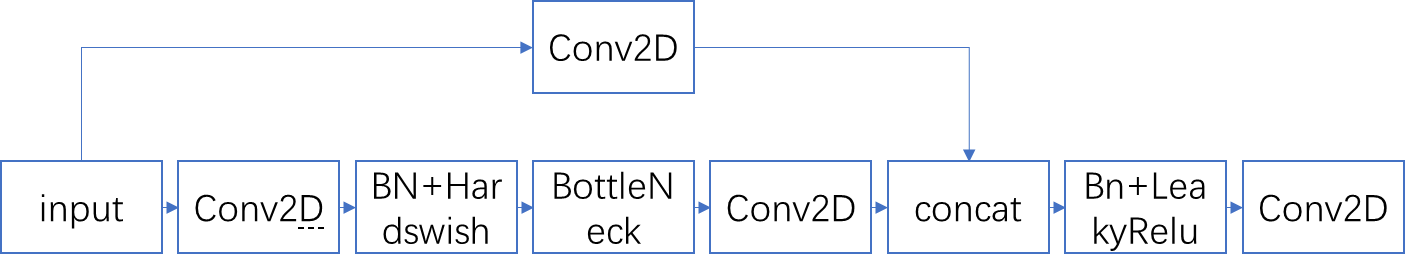 Conv2D
input
Conv2D
BN+Har
dswish
BottleN
eck
Conv2D
concat
Bn+Lea
kyRelu
Conv2D